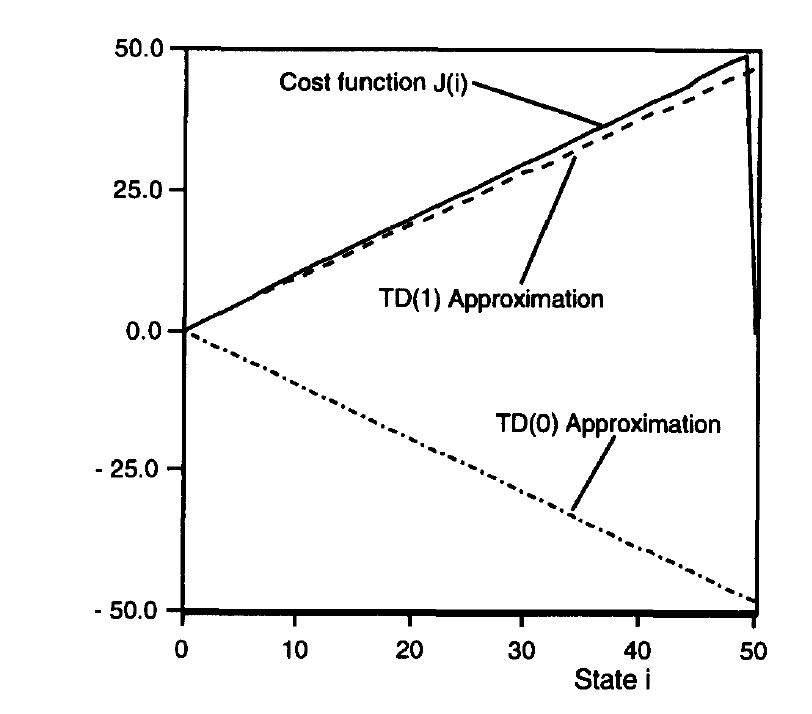 50.0
Cost function J(i)
25.0
TD(1) Approximation
0.0
TD(0) Approximation
- 25.0
- 50.0
0 10 20 30 40 50
State i